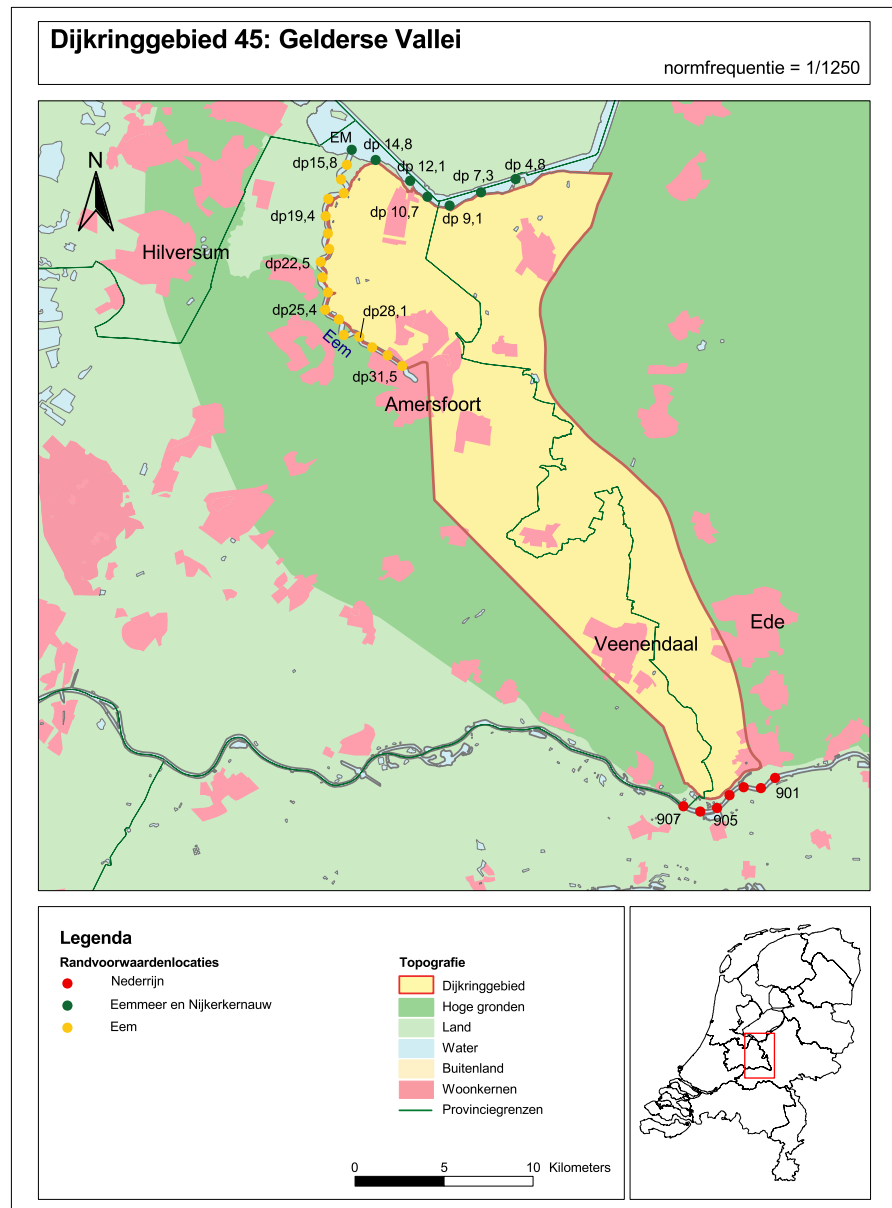 Dijkringgebied 45: Gelderse Vallei
normfrequentie = 1/1250
N
EM
dp 14,8
dp15,8
dp 12,1
dp 7,3
dp 4,8
dp 10,7
dp 9,1
dp19,4
Hilversum
dp22,5
dp25,4
dp28,1
Eem
dp31,5
Amersfoort
Ede
Veenendaal
901
907
905
Legenda
Randvoorwaardenlocaties
Nederrijn
Eemmeer en Nijkerkernauw
Eem
Topografie
Dijkringgebied
Hoge gronden
Land
Water
Buitenland
Woonkernen
Provinciegrenzen
0 5 10 Kilometers